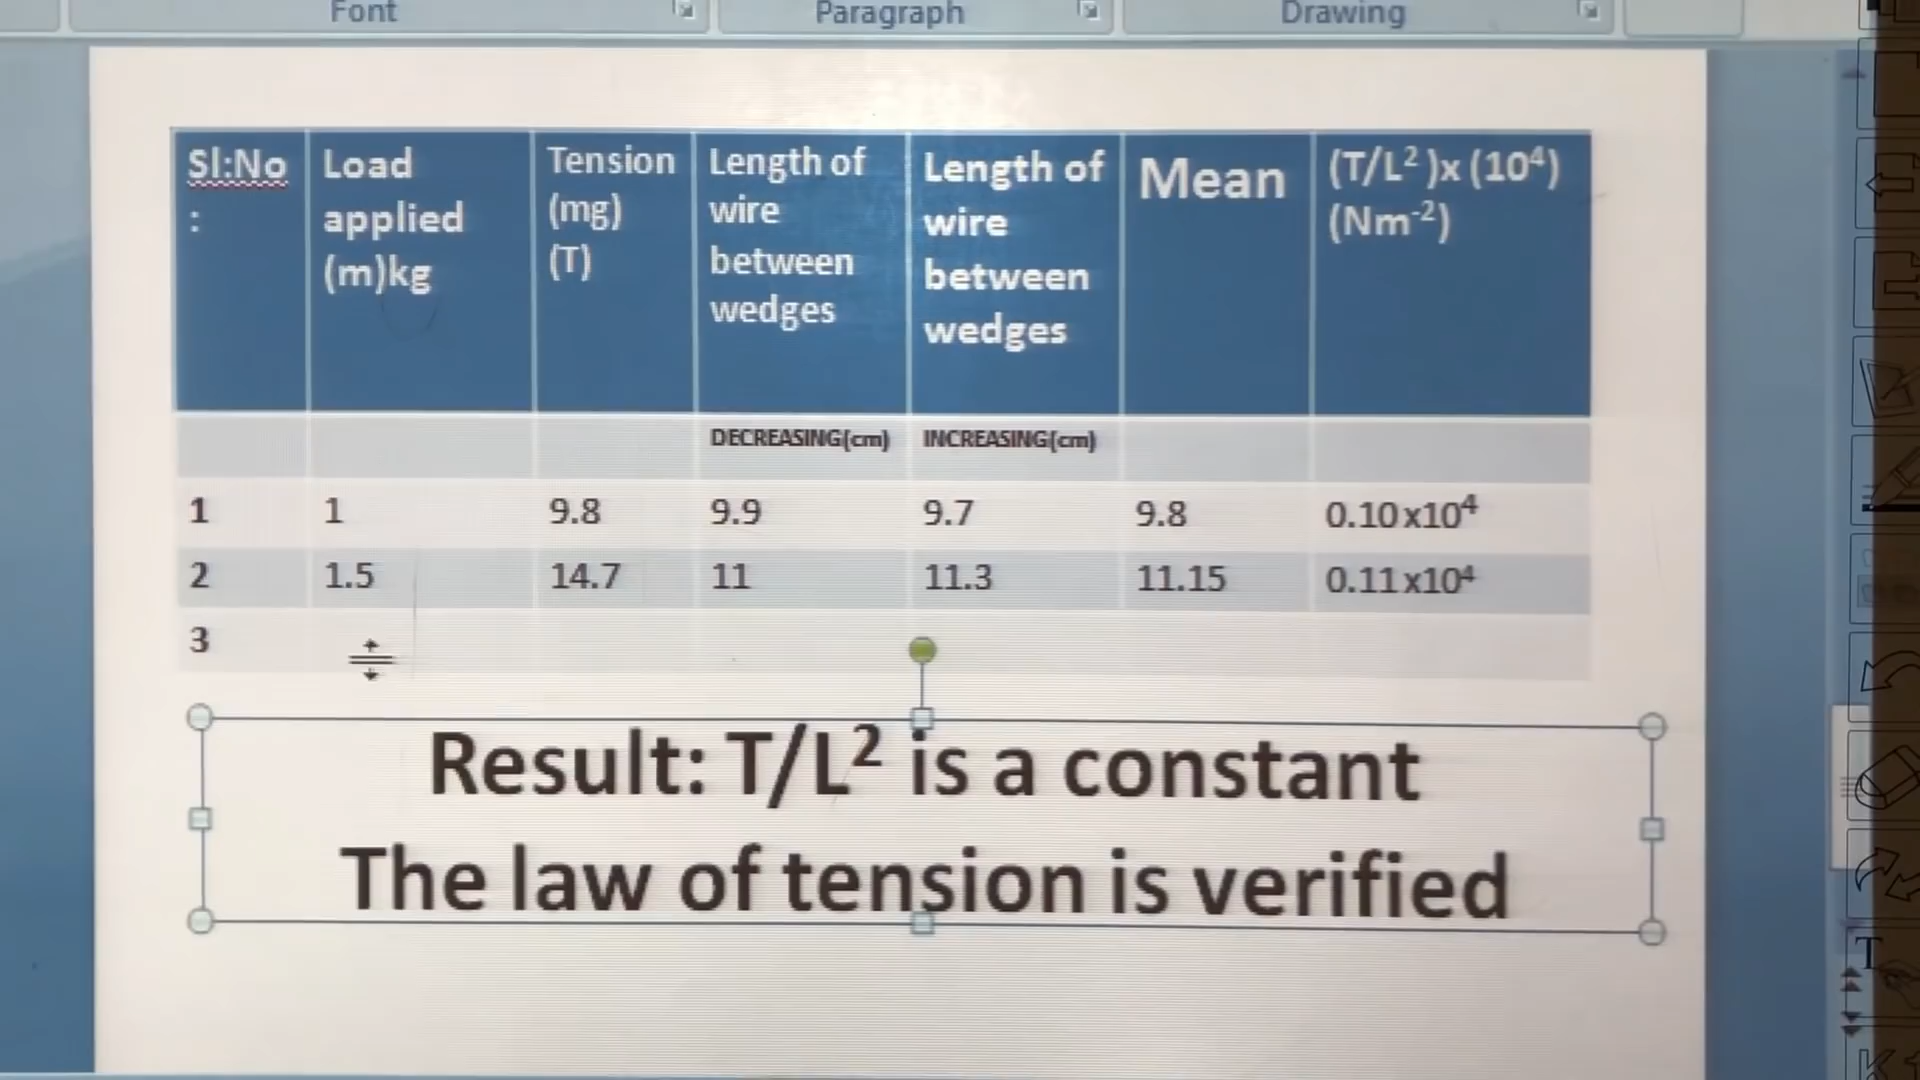 Font Paragraph Drawing
Sl:No : Load applied (m)kg Tension (mg) (T) Length of wire between wedges Length of wire between wedges Mean (T/L² )x (10⁴) (Nm⁻²)
DECREASING(cm) INCREASING(cm)
1 1 9.8 9.9 9.7 9.8 0.10x10⁴
2 1.5 14.7 11 11.3 11.15 0.11x10⁴
3
Result: T/L² is a constant
The law of tension is verified
T